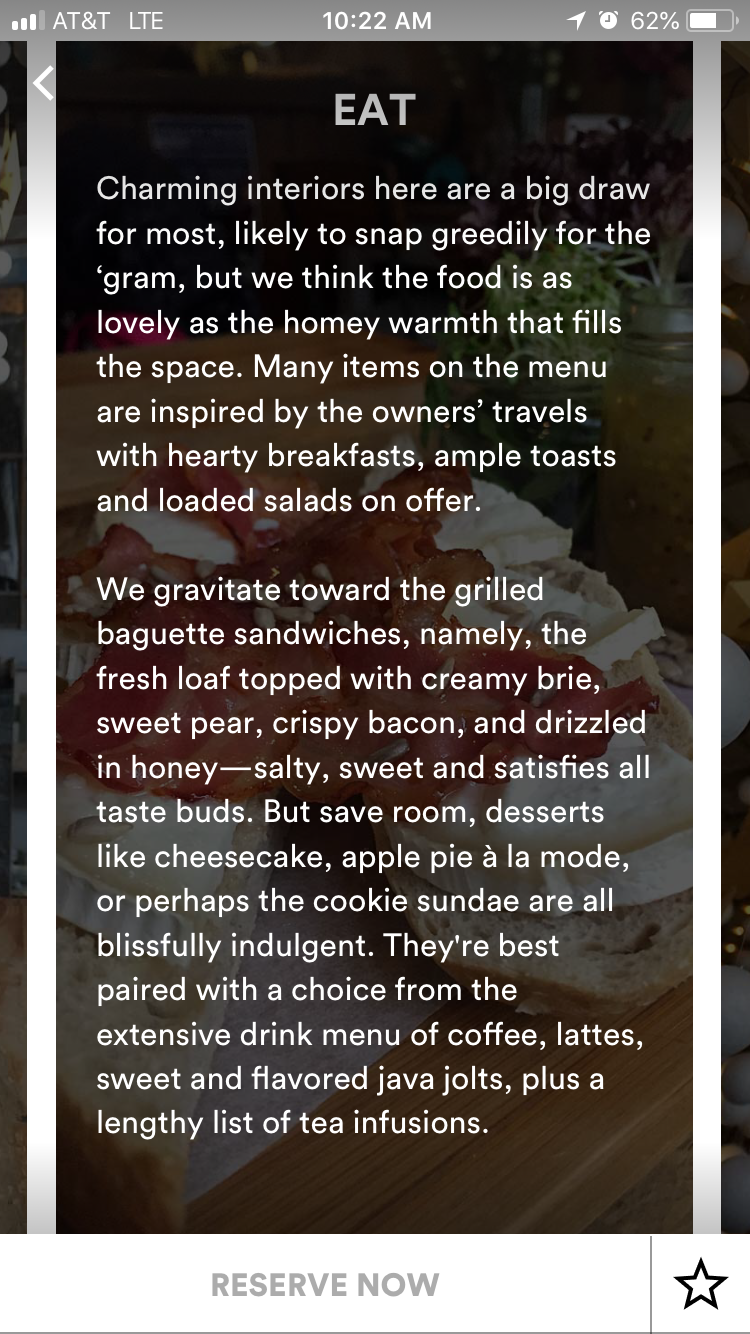 AT&T LTE 10:22 AM 62%
EAT
Charming interiors here are a big draw
for most, likely to snap greedily for the
‘gram, but we think the food is as
lovely as the homey warmth that fills
the space. Many items on the menu
are inspired by the owners’ travels
with hearty breakfasts, ample toasts
and loaded salads on offer.
We gravitate toward the grilled
baguette sandwiches, namely, the
fresh loaf topped with creamy brie,
sweet pear, crispy bacon, and drizzled
in honey—salty, sweet and satisfies all
taste buds. But save room, desserts
like cheesecake, apple pie à la mode,
or perhaps the cookie sundae are all
blissfully indulgent. They're best
paired with a choice from the
extensive drink menu of coffee, lattes,
sweet and flavored java jolts, plus a
lengthy list of tea infusions.
RESERVE NOW